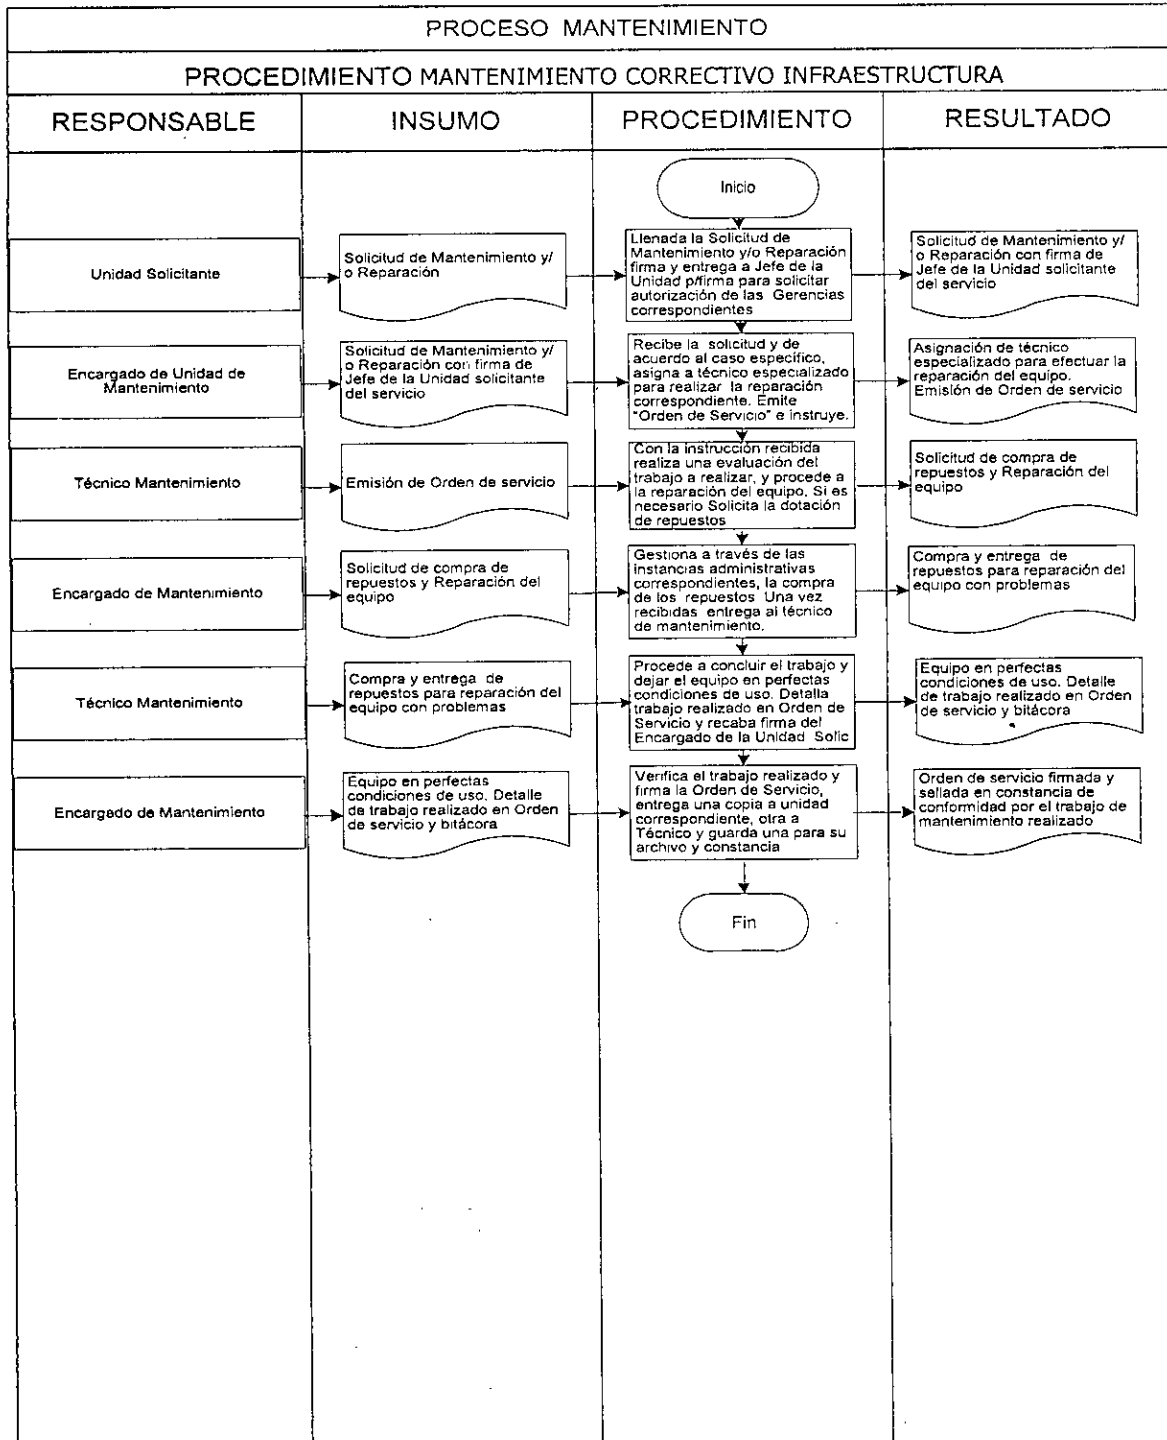 PROCESO MANTENIMIENTO
PROCEDIMIENTO MANTENIMIENTO CORRECTIVO INFRAESTRUCTURA
RESPONSABLE
INSUMO
PROCEDIMIENTO
RESULTADO
Inicio
Unidad Solicitante
Solicitud de Mantenimiento y/
o Reparación
Llenada la Solicitud de
Mantenimiento y/o Reparación
firma y entrega a Jefe de la
Unidad p/firma para solicitar
autorización de las Gerencias
correspondientes
Solicitud de Mantenimiento y/
o Reparación con firma de
Jefe de la Unidad solicitante
del servicio
Encargado de Unidad de
Mantenimiento
Solicitud de Mantenimiento y/
o Reparación con firma de
Jefe de la Unidad solicitante
del servicio
Recibe la solicitud y de
acuerdo al caso específico,
asigna a técnico especializado
para realizar la reparación
correspondiente. Emite
"Orden de Servicio" e instruye.
Asignación de técnico
especializado para efectuar la
reparación del equipo.
Emisión de Orden de servicio
Técnico Mantenimiento
Emisión de Orden de servicio
Con la instrucción recibida
realiza una evaluación del
trabajo a realizar, y procede a
la reparación del equipo. Si es
necesario Solicita la dotación
de repuestos
Solicitud de compra de
repuestos y Reparación del
equipo
Encargado de Mantenimiento
Solicitud de compra de
repuestos y Reparación del
equipo
Gestiona a través de las
instancias administrativas
correspondientes, la compra
de los repuestos Una vez
recibidas entrega al técnico
de mantenimiento.
Compra y entrega de
repuestos para reparación del
equipo con problemas
Técnico Mantenimiento
Compra y entrega de
repuestos para reparación del
equipo con problemas
Procede a concluir el trabajo y
dejar el equipo en perfectas
condiciones de uso. Detalla
trabajo realizado en Orden de
Servicio y recaba firma del
Encargado de la Unidad Solic
Equipo en perfectas
condiciones de uso. Detalle
de trabajo realizado en Orden
de servicio y bitácora
Encargado de Mantenimiento
Equipo en perfectas
condiciones de uso. Detalle
de trabajo realizado en Orden
de servicio y bitácora
Verifica el trabajo realizado y
firma la Orden de Servicio,
entrega una copia a unidad
correspondiente, otra a
Técnico y guarda una para su
archivo y constancia
Orden de servicio firmada y
sellada en constancia de
conformidad por el trabajo de
mantenimiento realizado
Fin